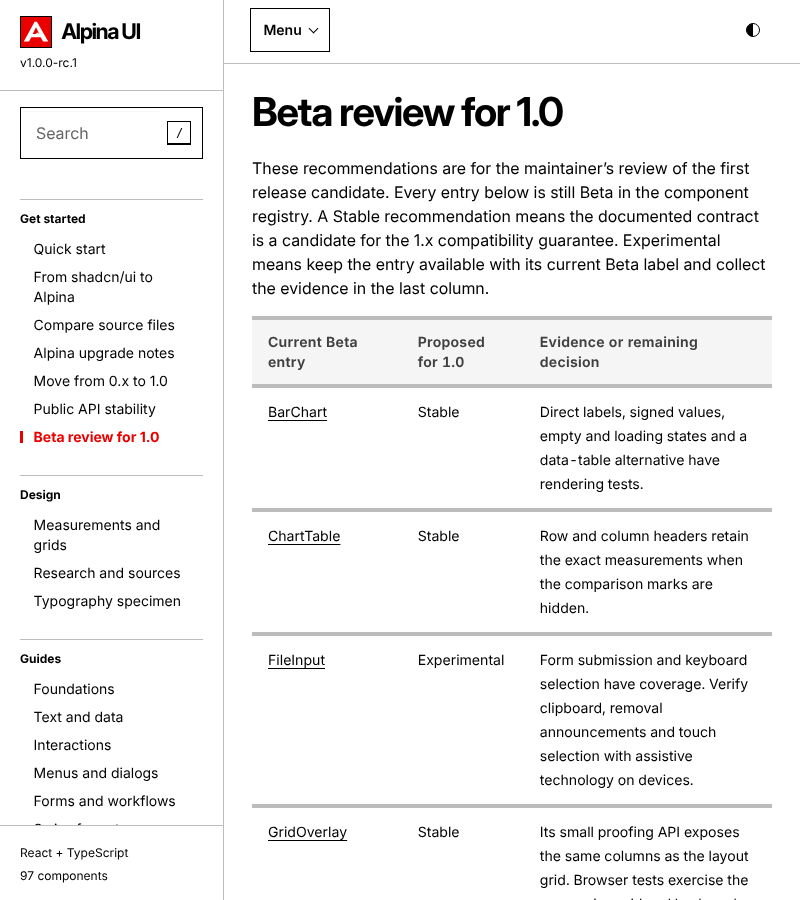 Alpina UI
v1.0.0-rc.1
Search
/
Get started
Quick start
From shadcn/ui to
Alpina
Compare source files
Alpina upgrade notes
Move from 0.x to 1.0
Public API stability
Beta review for 1.0
Design
Measurements and
grids
Research and sources
Typography specimen
Guides
Foundations
Text and data
Interactions
Menus and dialogs
Forms and workflows
React + TypeScript
97 components
Menu
Beta review for 1.0
These recommendations are for the maintainer’s review of the first
release candidate. Every entry below is still Beta in the component
registry. A Stable recommendation means the documented contract
is a candidate for the 1.x compatibility guarantee. Experimental
means keep the entry available with its current Beta label and collect
the evidence in the last column.
Current Beta
entry
Proposed
for 1.0
Evidence or remaining
decision
BarChart
Stable
Direct labels, signed values,
empty and loading states and a
data-table alternative have
rendering tests.
ChartTable
Stable
Row and column headers retain
the exact measurements when
the comparison marks are
hidden.
FileInput
Experimental
Form submission and keyboard
selection have coverage. Verify
clipboard, removal
announcements and touch
selection with assistive
technology on devices.
GridOverlay
Stable
Its small proofing API exposes
the same columns as the layout
grid. Browser tests exercise the